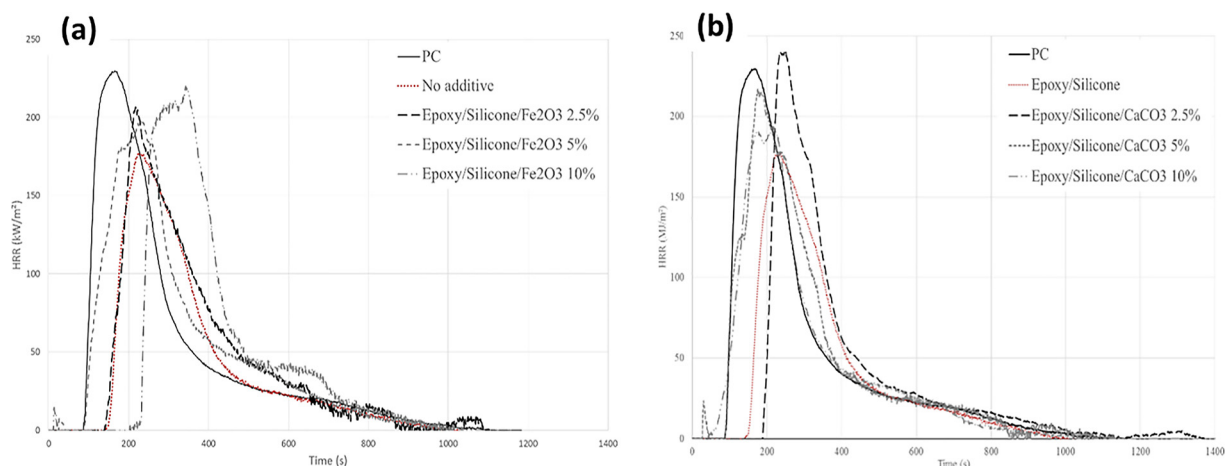 (a)
250
200
150
100
50
0
HRR (kW/m²)
0 200 400 600 800 1000 1200 1400
Time (s)
PC
No additive
Epoxy/Silicone/Fe2O3 2.5%
Epoxy/Silicone/Fe2O3 5%
Epoxy/Silicone/Fe2O3 10%
(b)
250
200
150
100
50
0
HRR (MJ/m²)
0 200 400 600 800 1000 1200 1400
Time (s)
PC
Epoxy/Silicone
Epoxy/Silicone/CaCO3 2.5%
Epoxy/Silicone/CaCO3 5%
Epoxy/Silicone/CaCO3 10%